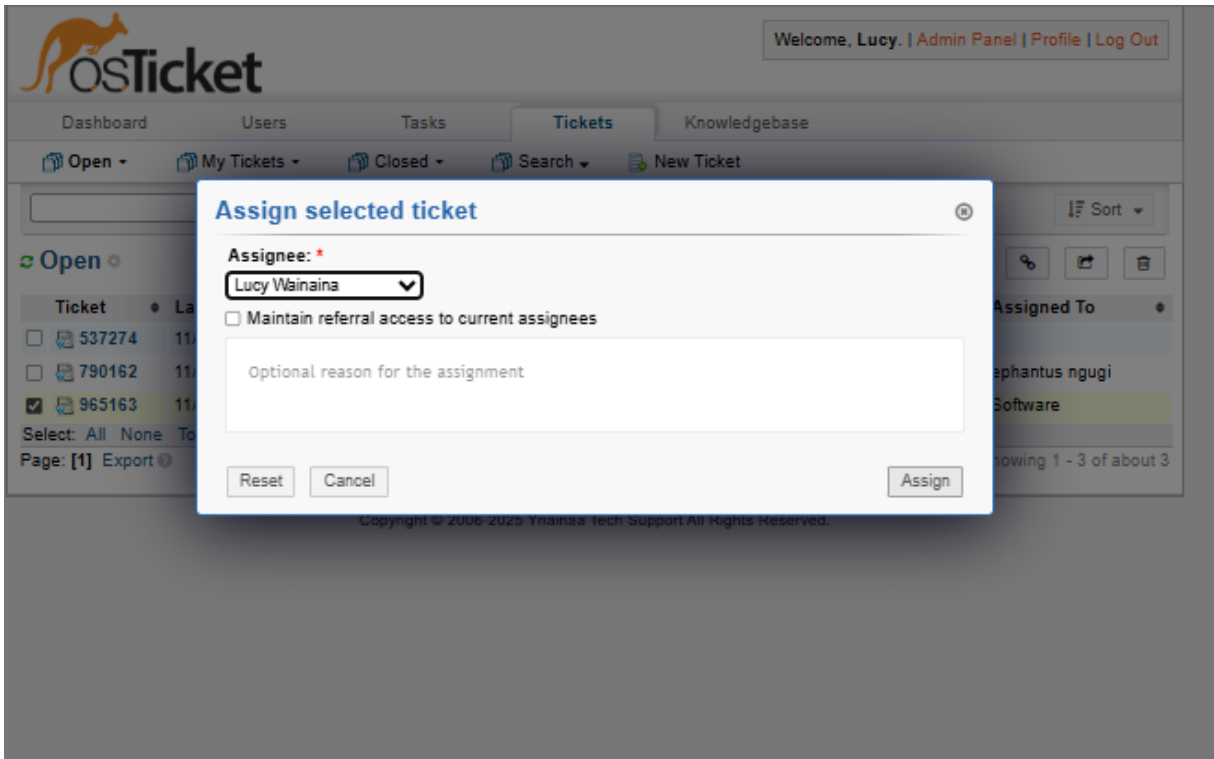 osTicket
Welcome, Lucy. | Admin Panel | Profile | Log Out
Dashboard Users Tasks Tickets Knowledgebase
Open My Tickets Closed Search New Ticket
Assign selected ticket
Sort
Open
Assignee: *
Lucy Wainaina
Ticket Assigned To
Maintain referral access to current assignees
537274
Optional reason for the assignment
790162 ephantus ngugi
965163 Software
Select: All None
Page: [1] Export 1 - 3 of about 3
Reset Cancel Assign
Copyright © 2006-2025 Ynainaa Tech Support All Rights Reserved.